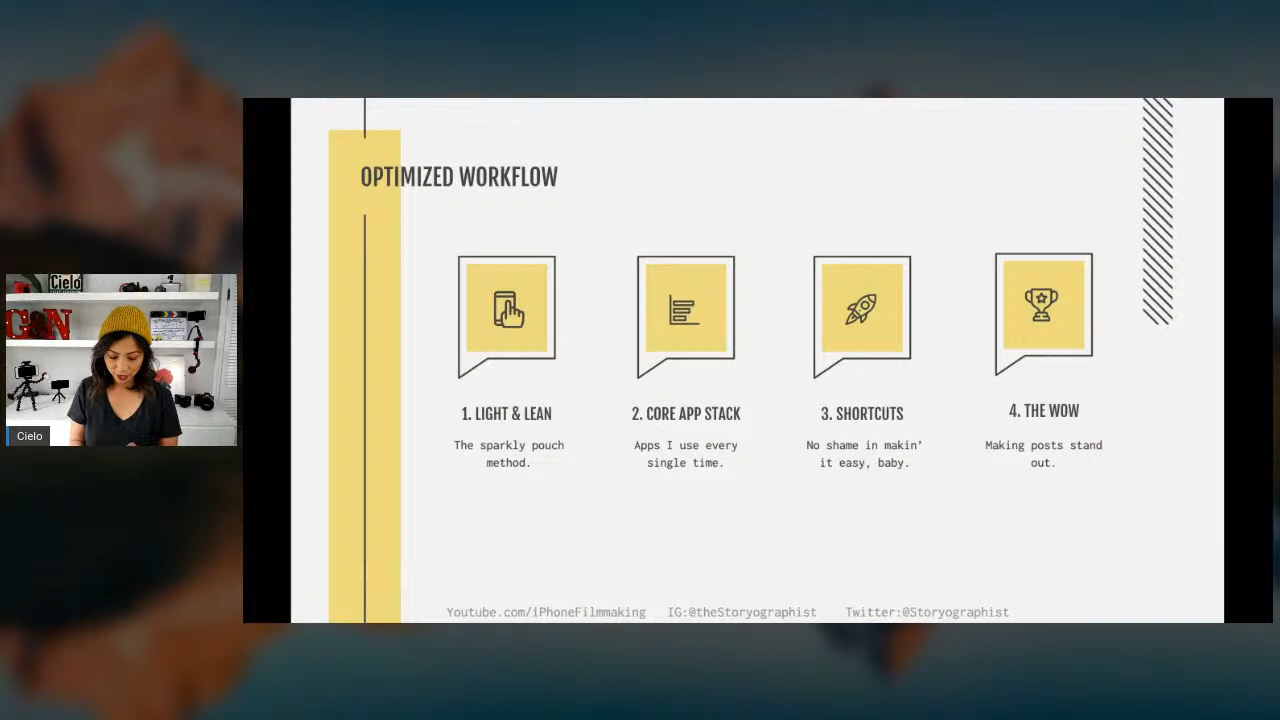 OPTIMIZED WORKFLOW
1. LIGHT & LEAN
The sparkly pouch
method.
2. CORE APP STACK
Apps I use every
single time.
3. SHORTCUTS
No shame in makin'
it easy, baby.
4. THE WOW
Making posts stand
out.
Youtube.com/iPhoneFilmmaking IG:@theStoryographist Twitter:@Storyographist
Cielo
G&N
Cielo